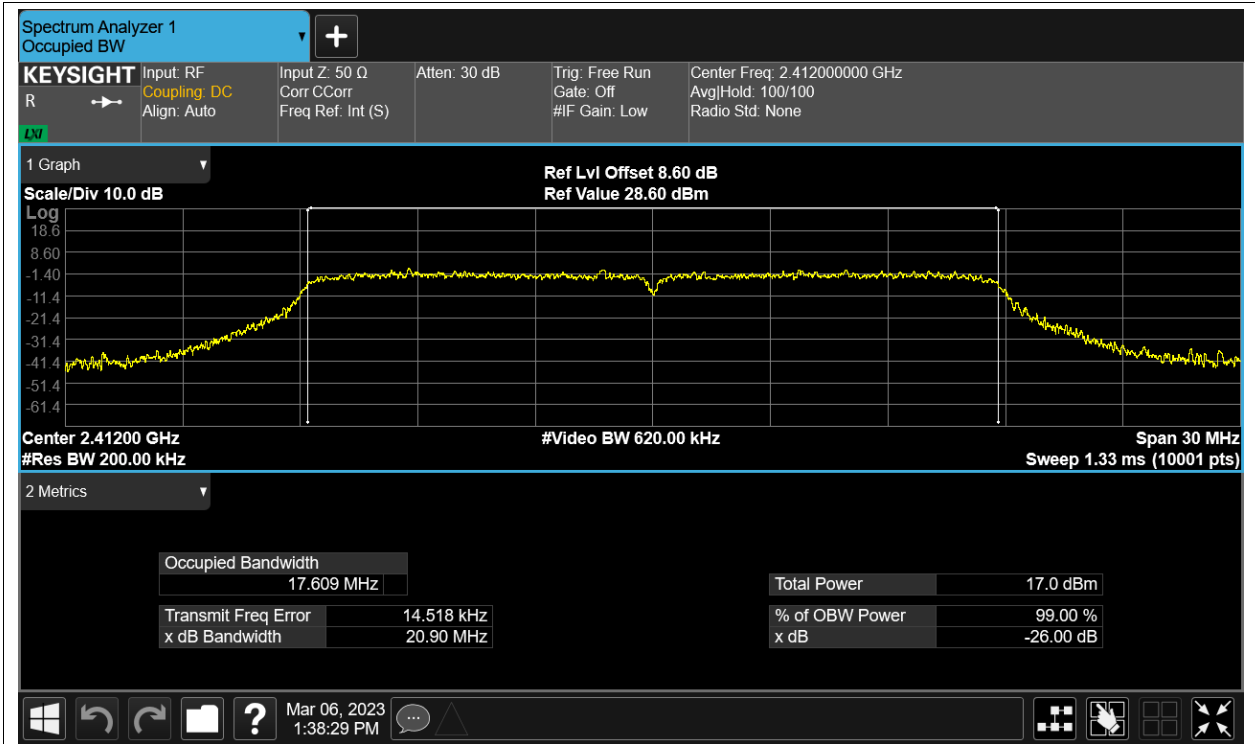 Spectrum Analyzer 1
Occupied BW
KEYSIGHT
R
LXI
Input: RF
Coupling: DC
Align: Auto
Input Z: 50 Ω
Corr CCorr
Freq Ref: Int (S)
Atten: 30 dB
Trig: Free Run
Gate: Off
#IF Gain: Low
Center Freq: 2.412000000 GHz
Avg|Hold: 100/100
Radio Std: None
1 Graph
Scale/Div 10.0 dB
Ref Lvl Offset 8.60 dB
Ref Value 28.60 dBm
Log
18.6
8.60
-1.40
-11.4
-21.4
-31.4
-41.4
-51.4
-61.4
Center 2.41200 GHz
#Res BW 200.00 kHz
#Video BW 620.00 kHz
Span 30 MHz
Sweep 1.33 ms (10001 pts)
2 Metrics
Occupied Bandwidth
17.609 MHz
Transmit Freq Error 14.518 kHz
x dB Bandwidth 20.90 MHz
Total Power 17.0 dBm
% of OBW Power 99.00 %
x dB -26.00 dB
?
Mar 06, 2023
1:38:29 PM